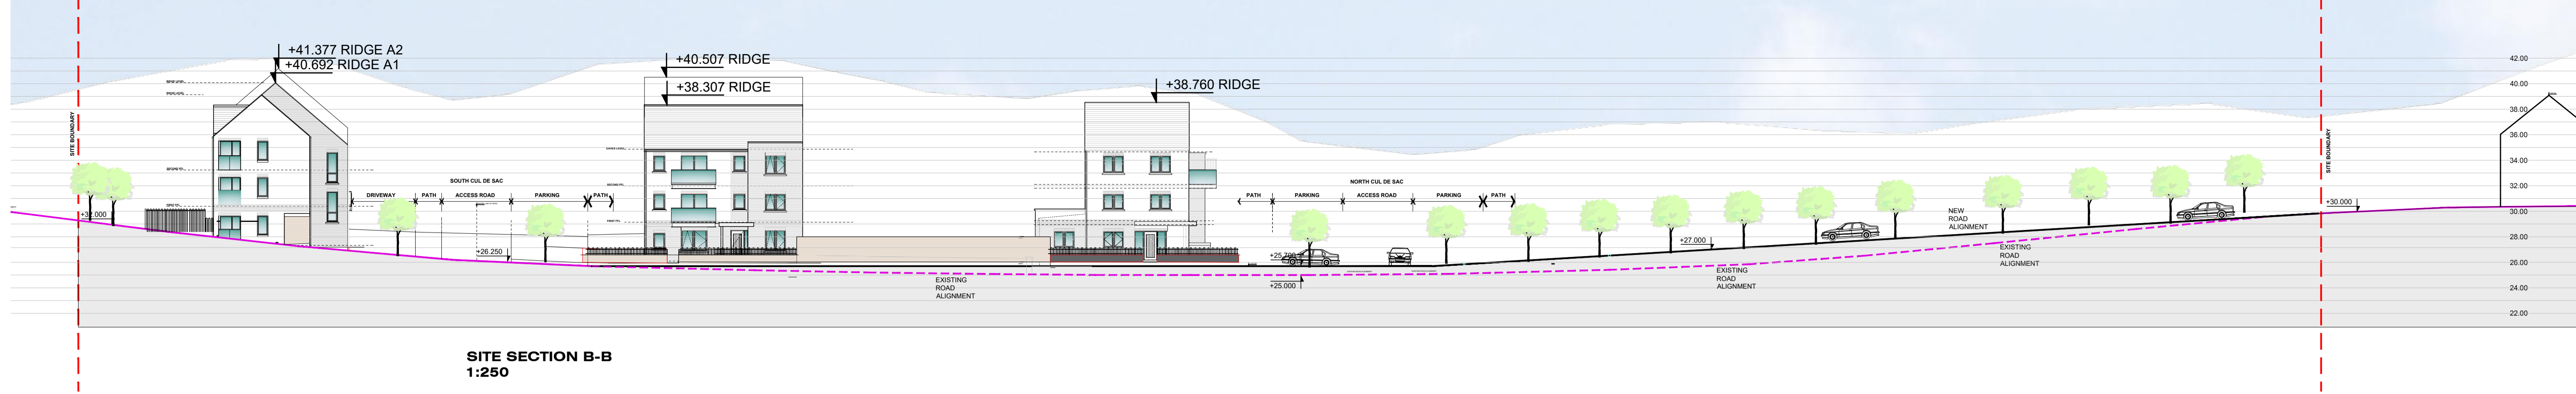 +41.377 RIDGE A2
+40.692 RIDGE A1
+40.507 RIDGE
+38.307 RIDGE
+38.760 RIDGE
42.00
40.00
38.00
36.00
34.00
32.00
30.00
28.00
26.00
24.00
22.00
SITE BOUNDARY
SITE BOUNDARY
SOUTH CUL DE SAC
DRIVEWAY
PATH
ACCESS ROAD
PARKING
PATH
NORTH CUL DE SAC
PATH
PARKING
ACCESS ROAD
PARKING
PATH
+32.000
+26.250
+25.000
+27.000
+30.000
NEW
ROAD
ALIGNMENT
EXISTING
ROAD
ALIGNMENT
EXISTING
ROAD
ALIGNMENT
EXISTING
ROAD
ALIGNMENT
SITE SECTION B-B
1:250